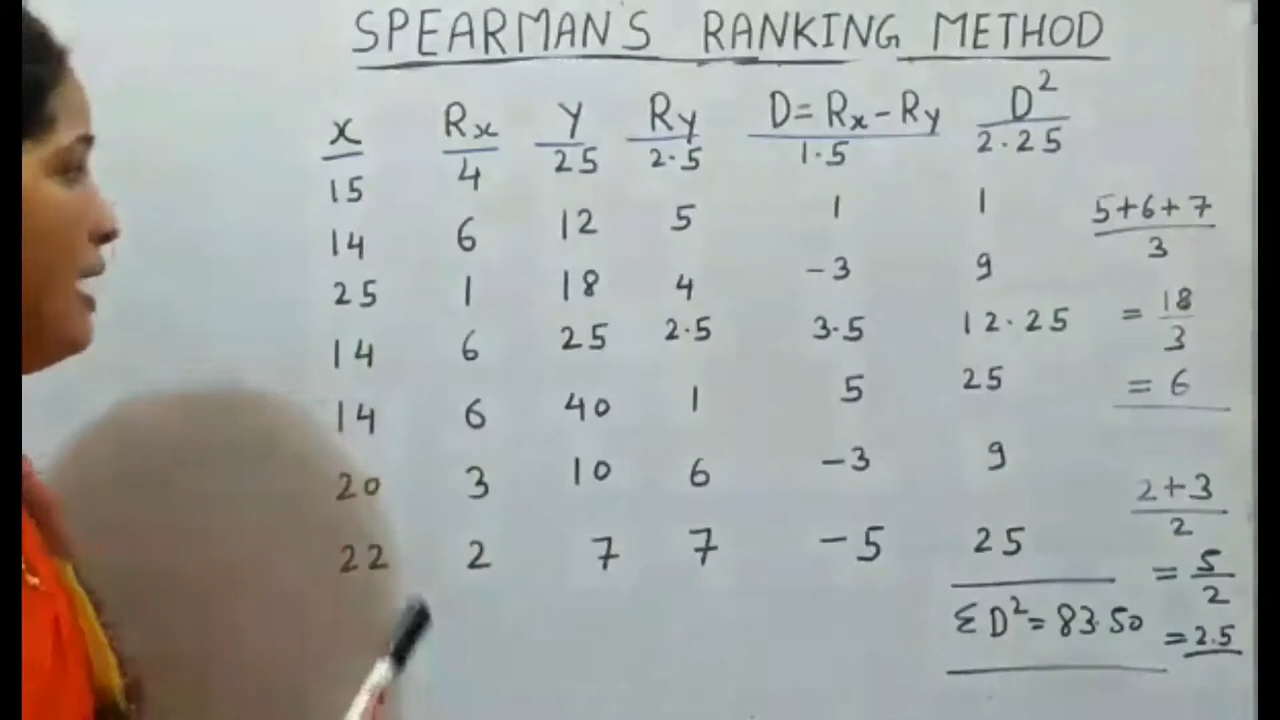 SPEARMAN'S RANKING METHOD
x Rx Y Ry D=Rx-Ry D²
15 4 25 2.5 1.5 2.25
14 6 12 5 1 1
25 1 18 4 -3 9
14 6 25 2.5 3.5 12.25
14 6 40 1 5 25
20 3 10 6 -3 9
22 2 7 7 -5 25
ΣD²=83.50
5+6+7
3
= 18
3
= 6
2+3
2
= 5
2
=2.5